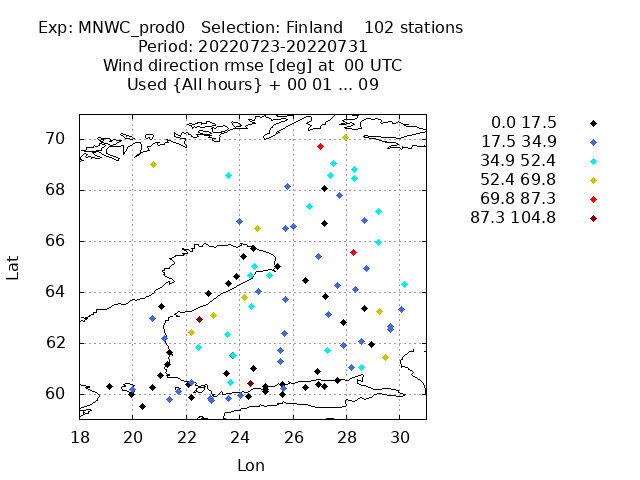 Exp: MNWC_prod0   Selection: Finland    102 stations
Period: 20220723-20220731
Wind direction rmse [deg] at  00 UTC
Used {All hours} + 00 01 ... 09
0.0 17.5
17.5 34.9
34.9 52.4
52.4 69.8
69.8 87.3
87.3 104.8
70
68
66
64
62
60
Lat
18 20 22 24 26 28 30
Lon